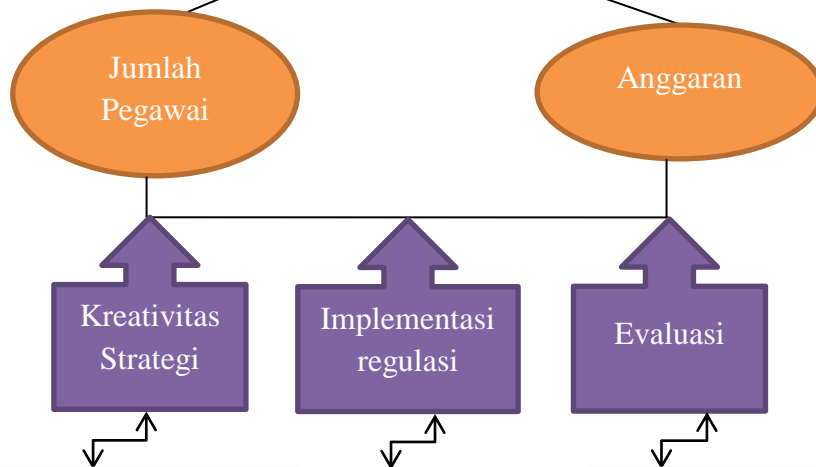 Jumlah
Pegawai
Anggaran
Kreativitas
Strategi
Implementasi
regulasi
Evaluasi